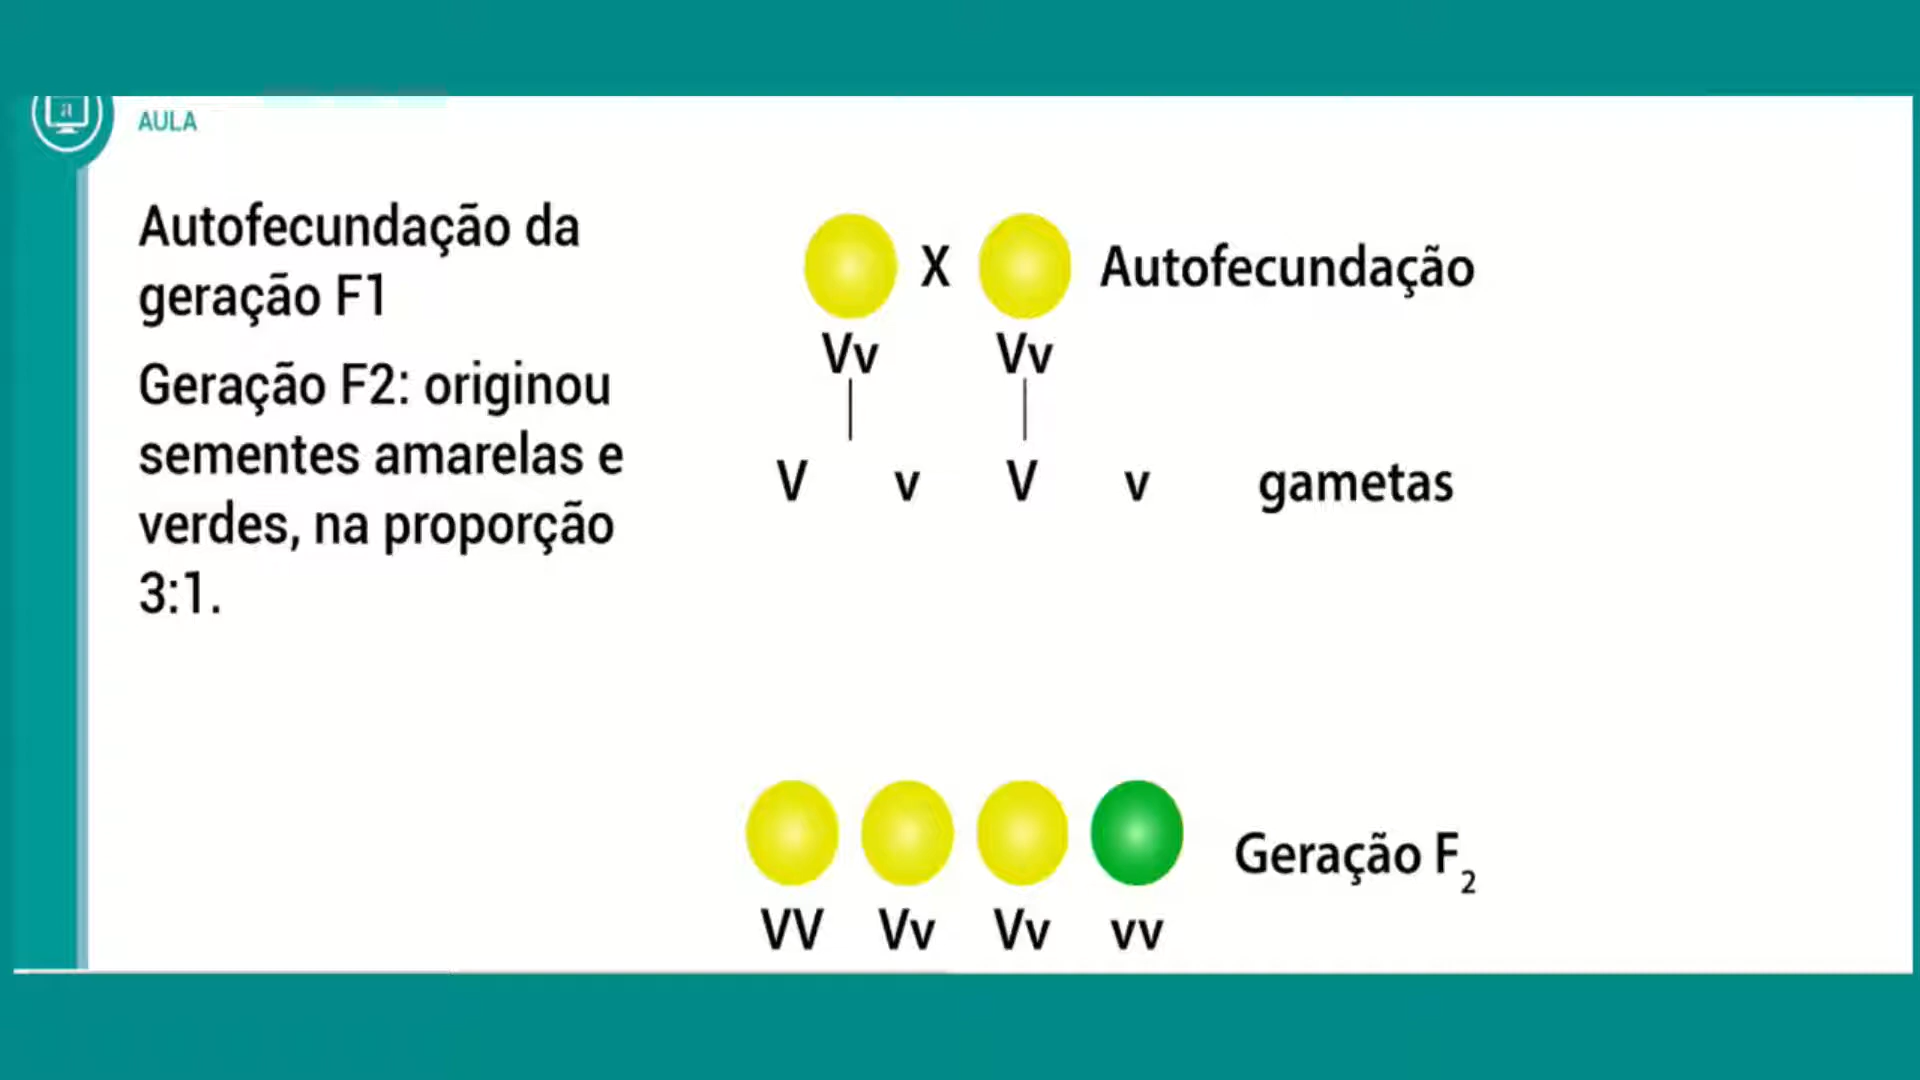 a
AULA
Autofecundação da
geração F1
Geração F2: originou
sementes amarelas e
verdes, na proporção
3:1.
X Autofecundação
Vv Vv
V v V v gametas
Geração F2
VV Vv Vv vv